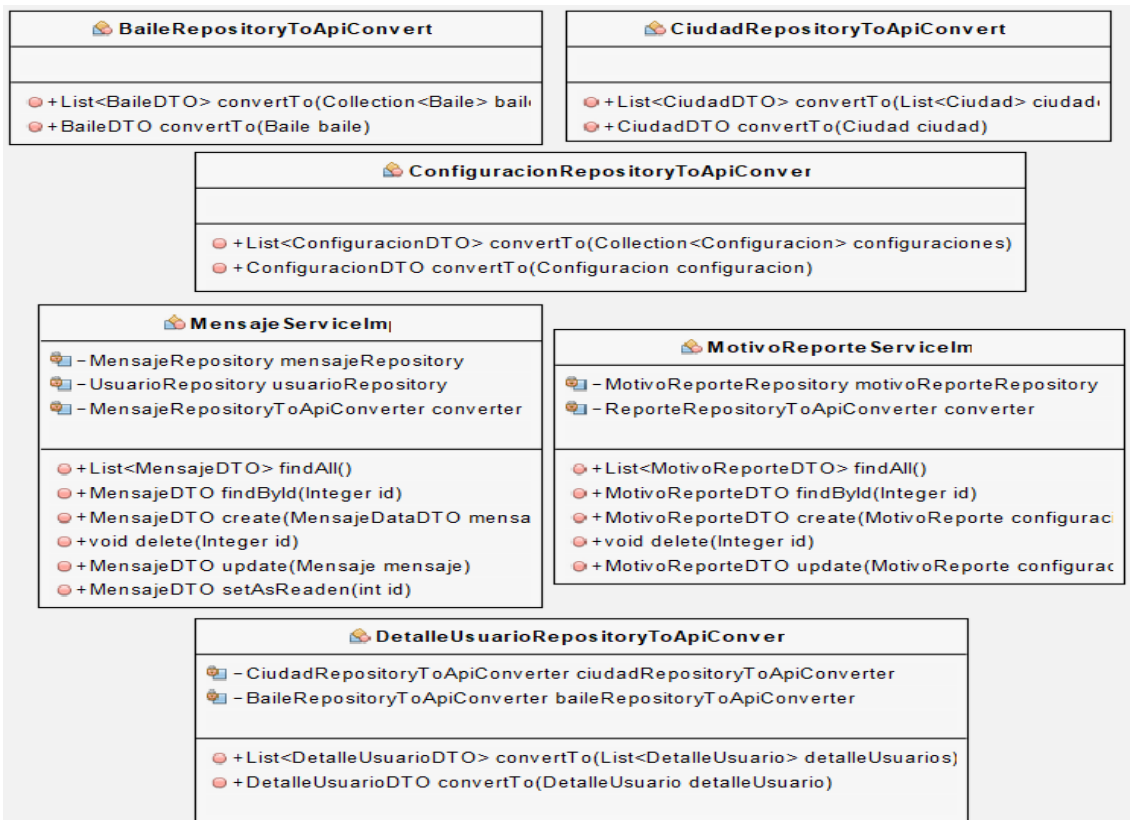 BaileRepositoryToApiConvert
+List<BaileDTO> convertTo(Collection<Baile>
+BaileDTO convertTo(Baile baile)
CiudadRepositoryToApiConvert
+List<CiudadDTO> convertTo(List<Ciudad>
+CiudadDTO convertTo(Ciudad ciudad)
ConfiguracionRepositoryToApiConver
+List<ConfiguracionDTO> convertTo(Collection<Configuracion> configuraciones)
+ConfiguracionDTO convertTo(Configuracion configuracion)
MensajeServiceImp
-MensajeRepository mensajeRepository
-UsuarioRepository usuarioRepository
-MensajeRepositoryToApiConverter converter
+List<MensajeDTO> findAll()
+MensajeDTO findById(Integer id)
+MensajeDTO create(MensajeDataDTO mensa
+void delete(Integer id)
+MensajeDTO update(Mensaje mensaje)
+MensajeDTO setAsReaden(int id)
MotivoReporteServiceIm
-MotivoReporteRepository motivoReporteRepository
-ReporteRepositoryToApiConverter converter
+List<MotivoReporteDTO> findAll()
+MotivoReporteDTO findById(Integer id)
+MotivoReporteDTO create(MotivoReporte configurac
+void delete(Integer id)
+MotivoReporteDTO update(MotivoReporte configurac
DetalleUsuarioRepositoryToApiConver
-CiudadRepositoryToApiConverter ciudadRepositoryToApiConverter
-BaileRepositoryToApiConverter baileRepositoryToApiConverter
+List<DetalleUsuarioDTO> convertTo(List<DetalleUsuario> detalleUsuarios)
+DetalleUsuarioDTO convertTo(DetalleUsuario detalleUsuario)